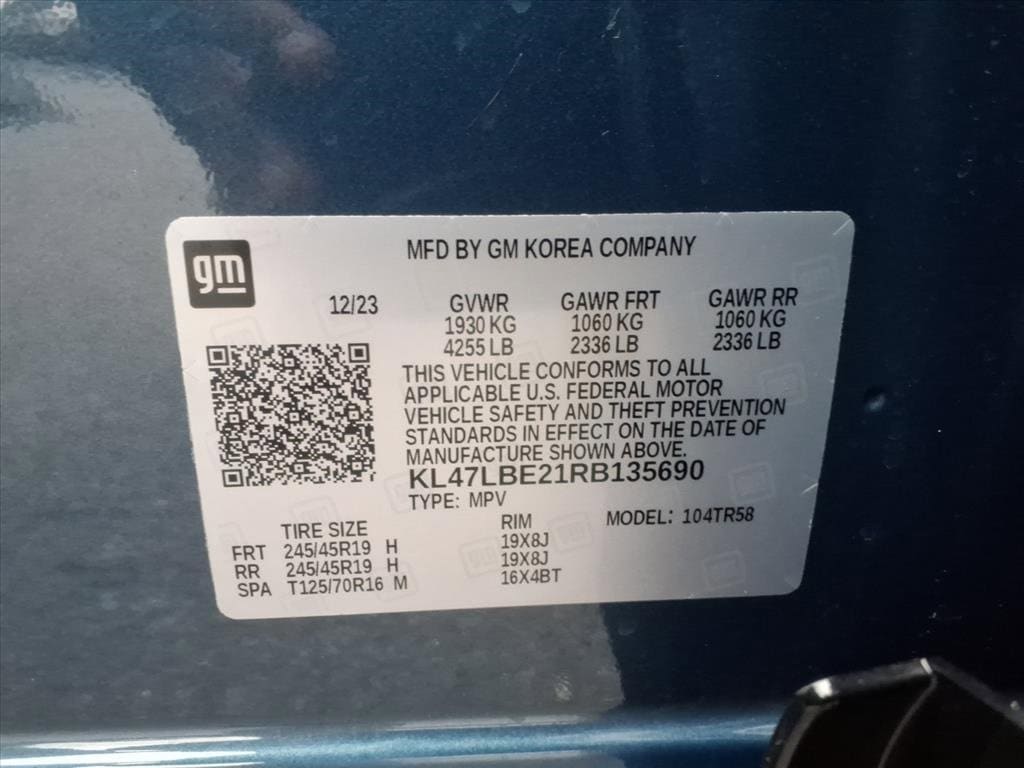 gm
MFD BY GM KOREA COMPANY
12/23 GVWR GAWR FRT GAWR RR
1930 KG 1060 KG 1060 KG
4255 LB 2336 LB 2336 LB
THIS VEHICLE CONFORMS TO ALL
APPLICABLE U.S. FEDERAL MOTOR
VEHICLE SAFETY AND THEFT PREVENTION
STANDARDS IN EFFECT ON THE DATE OF
MANUFACTURE SHOWN ABOVE.
KL47LBE21RB135690
TYPE: MPV
TIRE SIZE RIM MODEL: 104TR58
FRT 245/45R19 H 19X8J
RR 245/45R19 H 19X8J
SPA T125/70R16 M 16X4BT